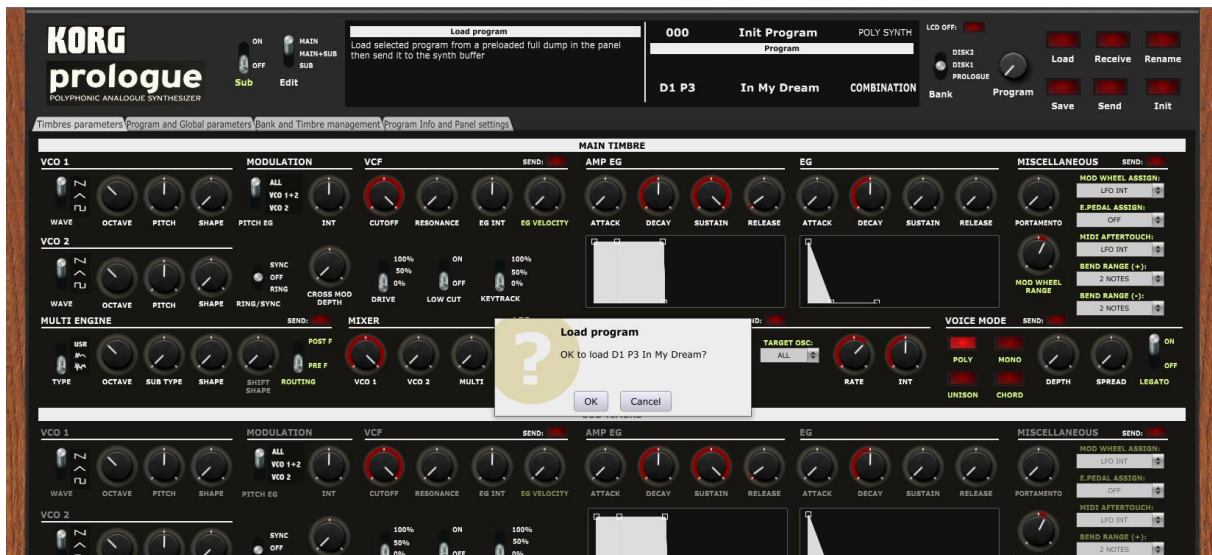 KORG
prologue
POLYPHONIC ANALOGUE SYNTHESIZER
ON
OFF
Sub
MAIN
MAIN+SUB
SUB
Edit
Load program
Load selected program from a preloaded full dump in the panel
then send it to the synth buffer
000 Init Program POLY SYNTH
Program
D1 P3 In My Dream COMBINATION
LCD OFF:
DISK2
DISK1
PROLOGUE
Bank Program
Load Receive Rename
Save Send Init
Timbres parameters Program and Global parameters Bank and Timbre management Program Info and Panel settings
MAIN TIMBRE
VCO 1 MODULATION VCF SEND: AMP EG EG MISCELLANEOUS SEND:
ALL
VCO 1+2
VCO 2
MOD WHEEL ASSIGN:
LFO INT
E.PEDAL ASSIGN:
OFF
WAVE OCTAVE PITCH SHAPE PITCH EG INT CUTOFF RESONANCE EG INT EG VELOCITY ATTACK DECAY SUSTAIN RELEASE ATTACK DECAY SUSTAIN RELEASE PORTAMENTO
VCO 2
SYNC
OFF
RING
100%
50%
0%
ON
OFF
100%
50%
0%
MIDI AFTERTOUCH:
LFO INT
BEND RANGE (+):
2 NOTES
BEND RANGE (-):
2 NOTES
MOD WHEEL
RANGE
WAVE OCTAVE PITCH SHAPE RING/SYNC CROSS MOD
DEPTH
DRIVE LOW CUT KEYTRACK
MULTI ENGINE SEND: MIXER VOICE MODE SEND:
USR
POST F
PRE F
TYPE OCTAVE SUB TYPE SHAPE SHIFT
SHAPE
ROUTING VCO 1 VCO 2 MULTI
Load program
OK to load D1 P3 In My Dream?
OK Cancel
TARGET OSC:
ALL
RATE INT
POLY MONO
UNISON CHORD
DEPTH SPREAD LEGATO
ON
OFF
VCO 1 MODULATION VCF SEND: AMP EG EG MISCELLANEOUS SEND:
ALL
VCO 1+2
VCO 2
MOD WHEEL ASSIGN:
LFO INT
E.PEDAL ASSIGN:
OFF
WAVE OCTAVE PITCH SHAPE PITCH EG INT CUTOFF RESONANCE EG INT EG VELOCITY ATTACK DECAY SUSTAIN RELEASE ATTACK DECAY SUSTAIN RELEASE PORTAMENTO
VCO 2
SYNC
OFF
100%
50%
0%
ON
OFF
100%
50%
0%
MIDI AFTERTOUCH:
LFO INT
BEND RANGE (+):
2 NOTES